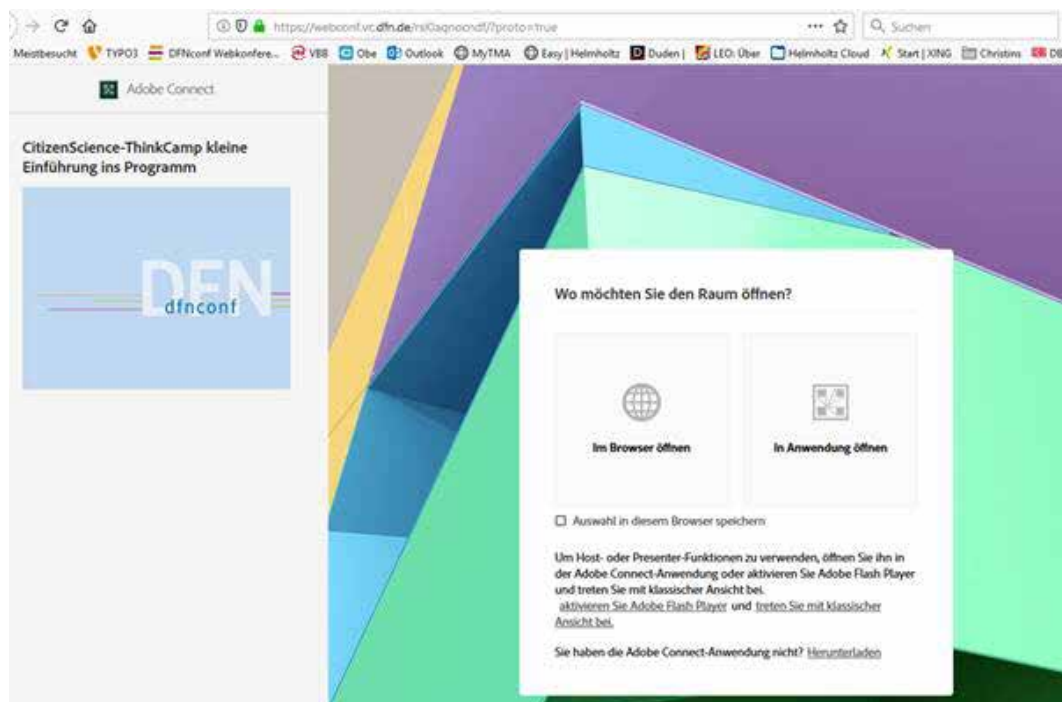 https://webconf.vc.dfn.de/
Suchen
Meistbesucht TYPO3 DFNconf Webkonfere... VBB Obe Outlook MyTMA Easy | Helmholtz Duden | LEO: Über Helmholtz Cloud Start | XING Christins
Adobe Connect
CitizenScience-ThinkCamp kleine
Einführung ins Programm
DFN
dfnconf
Wo möchten Sie den Raum öffnen?
Im Browser öffnen
In Anwendung öffnen
Auswahl in diesem Browser speichern
Um Host- oder Presenter-Funktionen zu verwenden, öffnen Sie ihn in
der Adobe Connect-Anwendung oder aktivieren Sie Adobe Flash Player
und treten Sie mit klassischer Ansicht bei.
aktivieren Sie Adobe Flash Player und treten Sie mit klassischer
Ansicht bei.
Sie haben die Adobe Connect-Anwendung nicht? Herunterladen